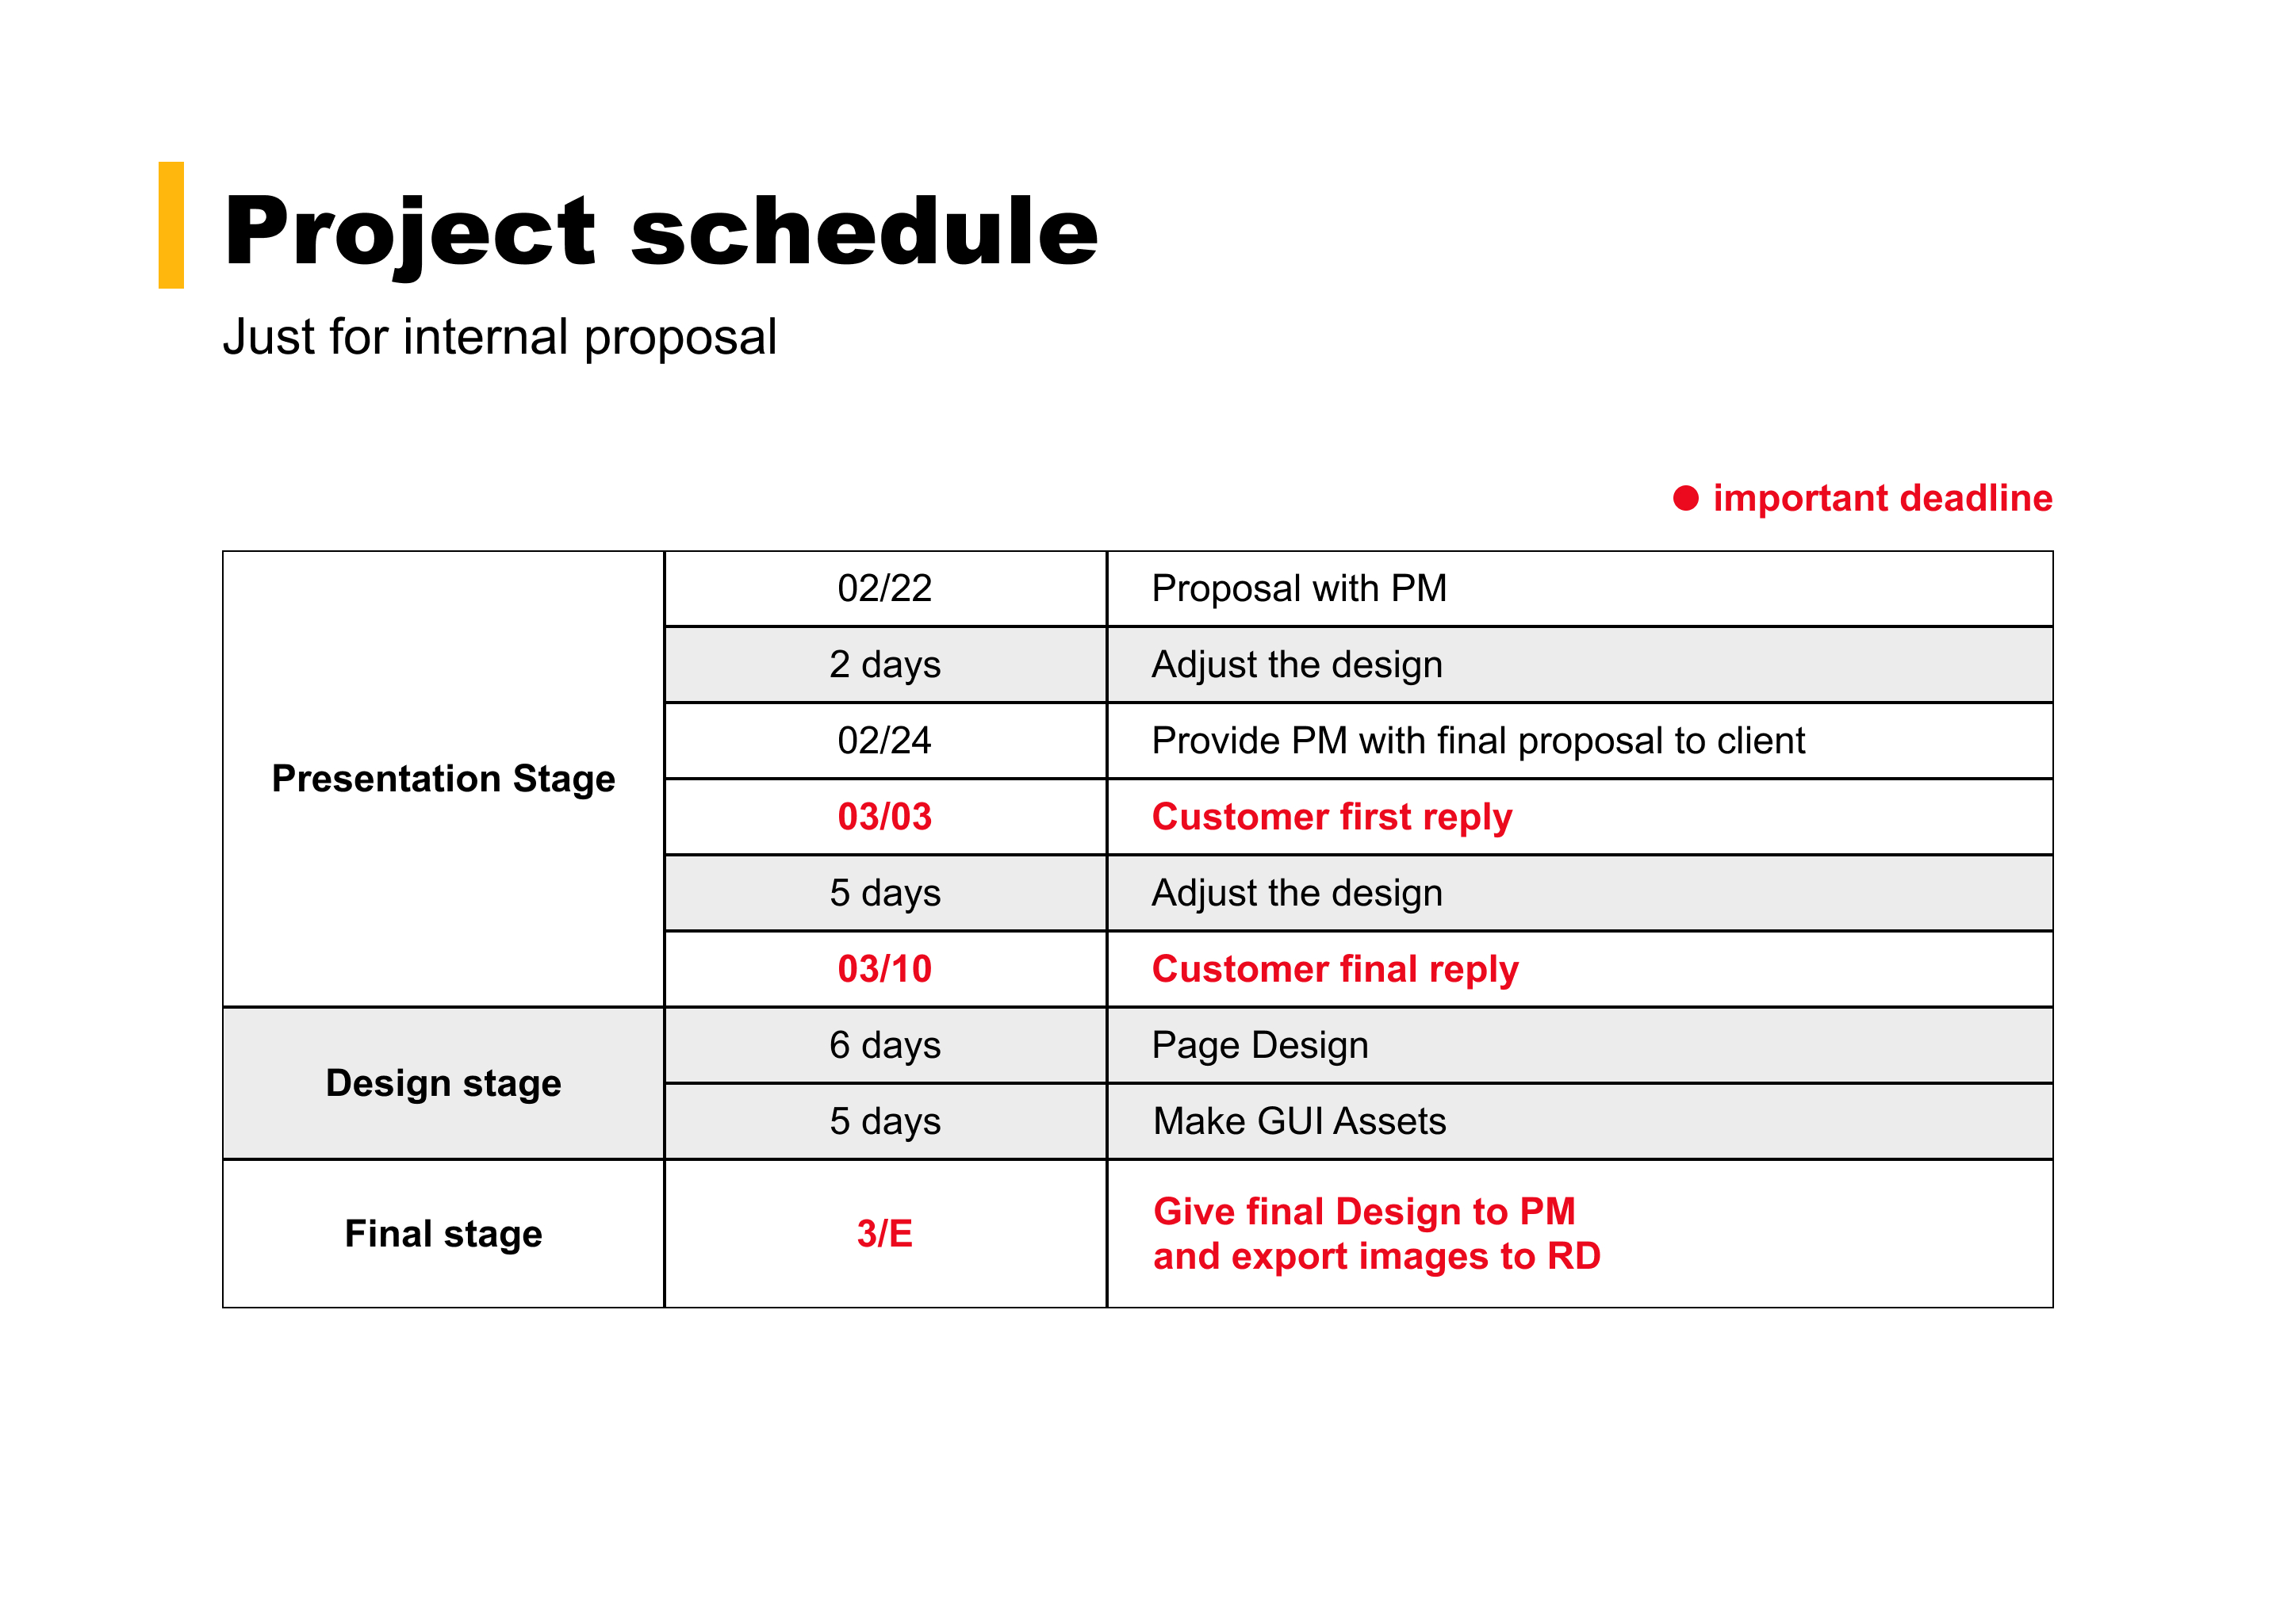 Project schedule
Just for internal proposal
important deadline
Presentation Stage
02/22 Proposal with PM
2 days Adjust the design
02/24 Provide PM with final proposal to client
03/03 Customer first reply
5 days Adjust the design
03/10 Customer final reply
Design stage
6 days Page Design
5 days Make GUI Assets
Final stage
3/E Give final Design to PM
and export images to RD